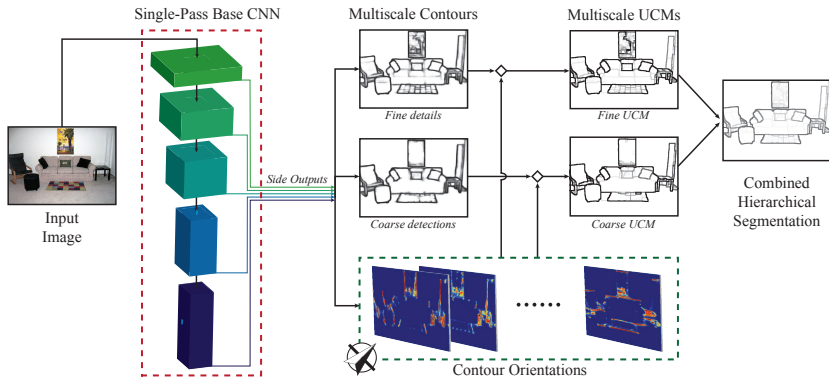 Single-Pass Base CNN
Multiscale Contours
Multiscale UCMs
Fine details
Fine UCM
Side Outputs
Input
Image
Coarse detections
Coarse UCM
Combined
Hierarchical
Segmentation
Contour Orientations